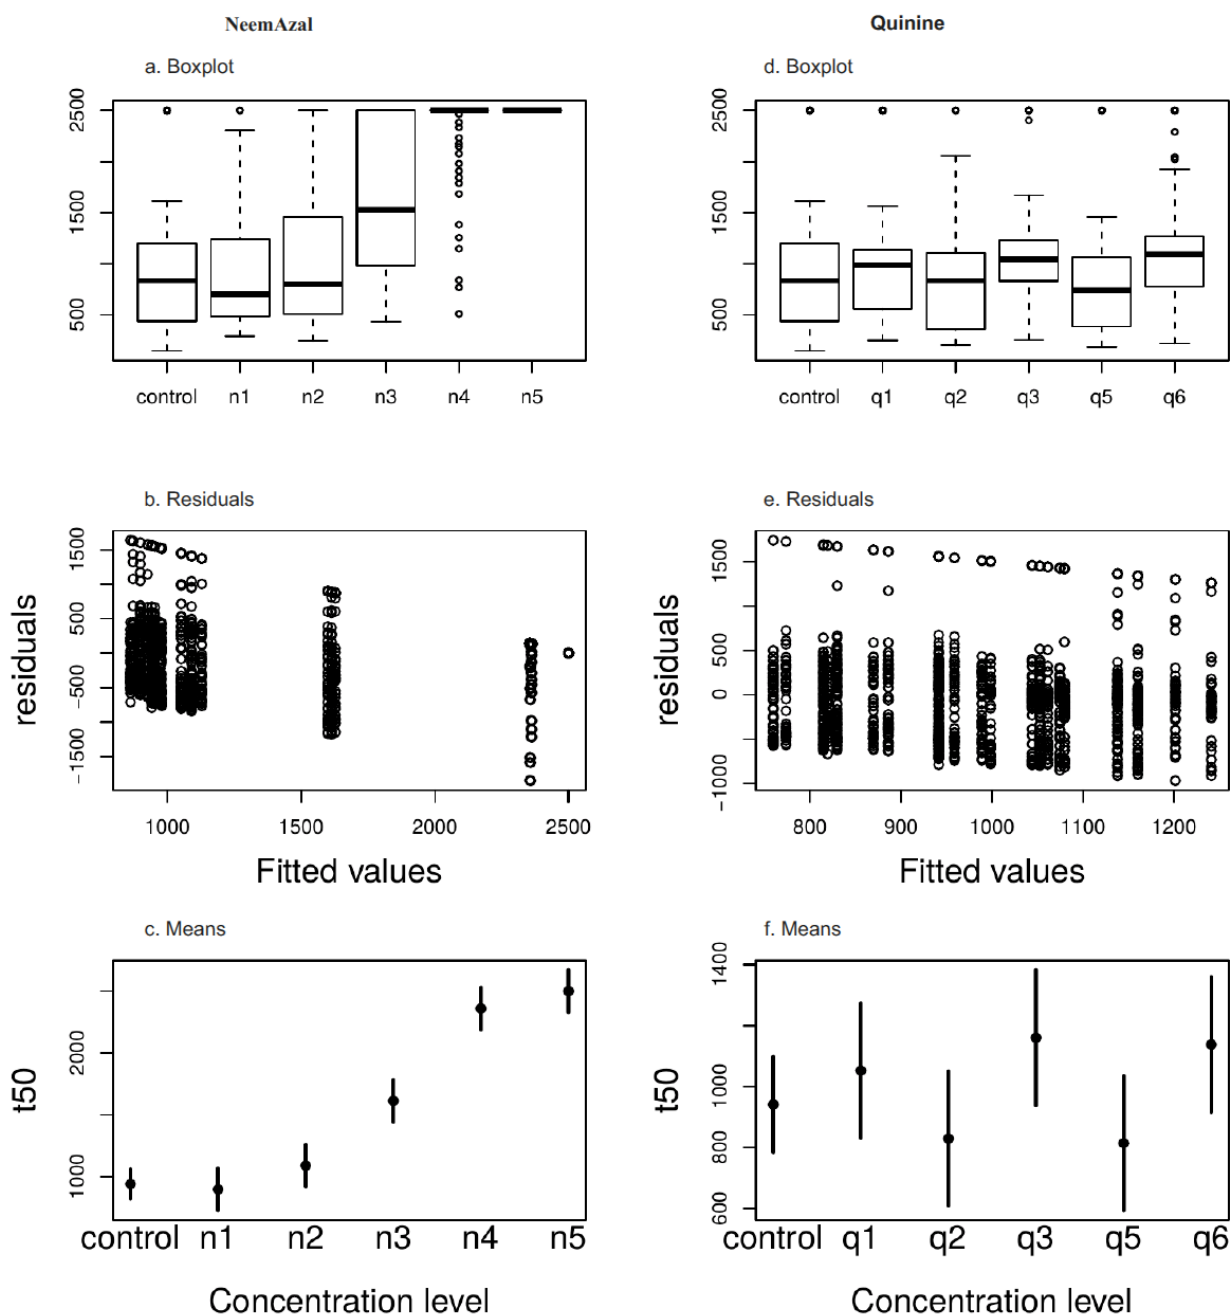 NeemAzal
Quinine
a. Boxplot
d. Boxplot
2500
1500
500
control n1 n2 n3 n4 n5
2500
1500
500
control q1 q2 q3 q5 q6
b. Residuals
e. Residuals
residuals
1500
500
-500
-1500
1000 1500 2000 2500
Fitted values
residuals
1500
500
0
-1000
800 900 1000 1100 1200
Fitted values
c. Means
f. Means
t50
2000
1000
control n1 n2 n3 n4 n5
Concentration level
t50
1400
1000
800
600
control q1 q2 q3 q5 q6
Concentration level